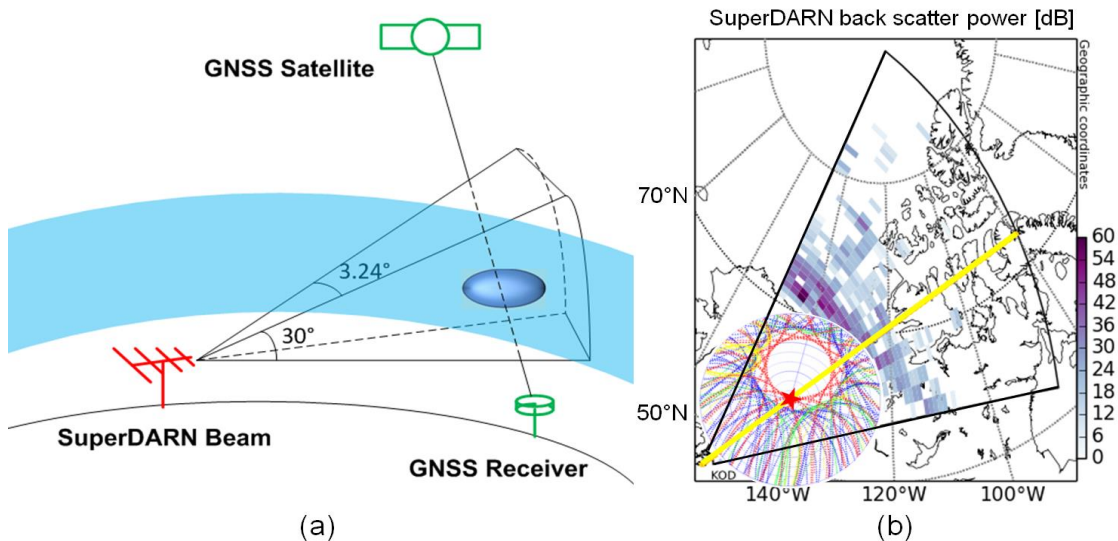 GNSS Satellite
3.24°
30°
SuperDARN Beam
GNSS Receiver
(a)
SuperDARN back scatter power [dB]
Geographic coordinates
70°N
50°N
60
54
48
42
36
30
24
18
12
6
0
KOD
140°W
120°W
100°W
(b)